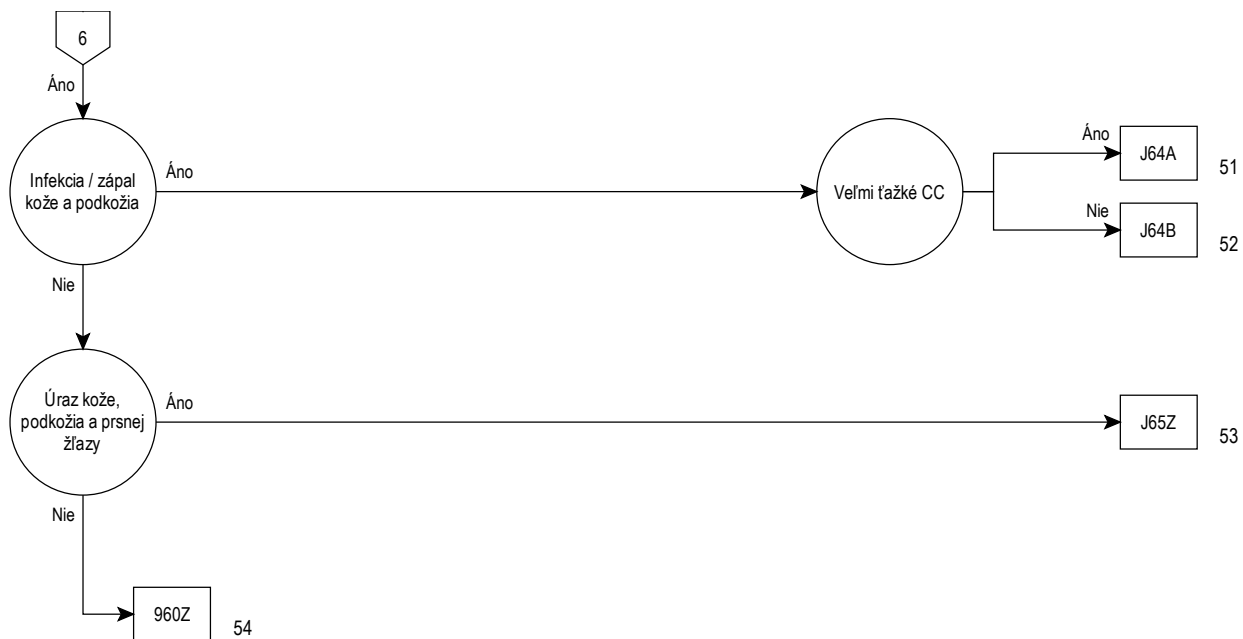 6
Áno
Infekcia / zápal
kože a podkožia
Áno
Veľmi ťažké CC
Áno
J64A
51
Nie
J64B
52
Nie
Úraz kože,
podkožia a prsnej
žľazy
Áno
J65Z
53
Nie
960Z
54